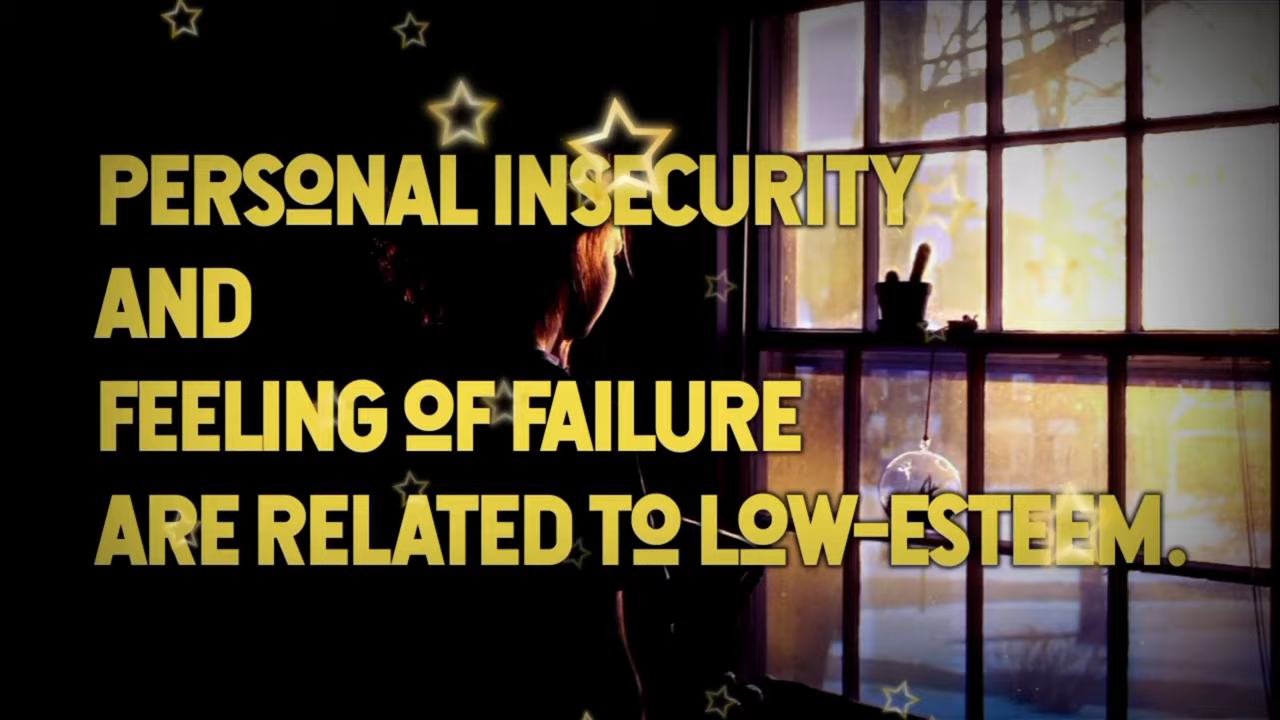 PERSONAL INSECURITY
AND
FEELING OF FAILURE
ARE RELATED TO LOW-ESTEEM.